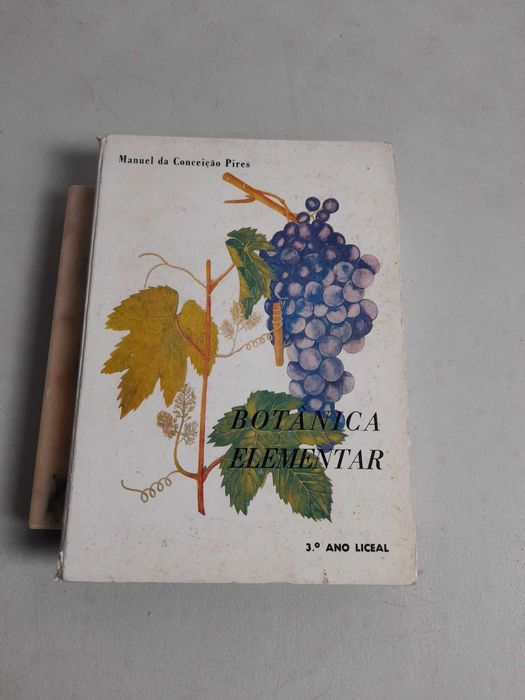 Manuel da Conceição Pires
BOTÂNICA
ELEMENTAR
3.º ANO LICEAL